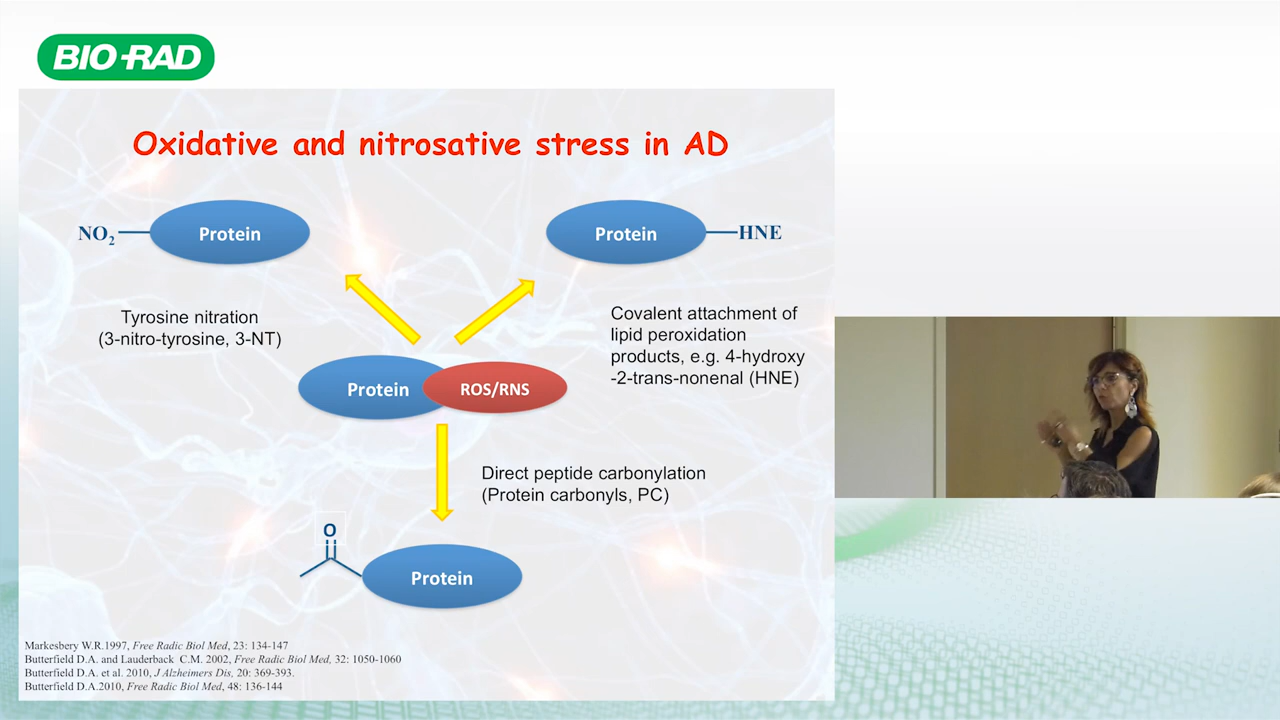 BIO-RAD
Oxidative and nitrosative stress in AD
NO2
Protein
Protein
HNE
Tyrosine nitration
(3-nitro-tyrosine, 3-NT)
Covalent attachment of
lipid peroxidation
products, e.g. 4-hydroxy
-2-trans-nonenal (HNE)
Protein
ROS/RNS
Direct peptide carbonylation
(Protein carbonyls, PC)
O
Protein
Markesbery W.R.1997, Free Radic Biol Med, 23: 134-147
Butterfield D.A. and Lauderback C.M. 2002, Free Radic Biol Med, 32: 1050-1060
Butterfield D.A. et al. 2010, J Alzheimers Dis, 20: 369-393.
Butterfield D.A.2010, Free Radic Biol Med, 48: 136-144